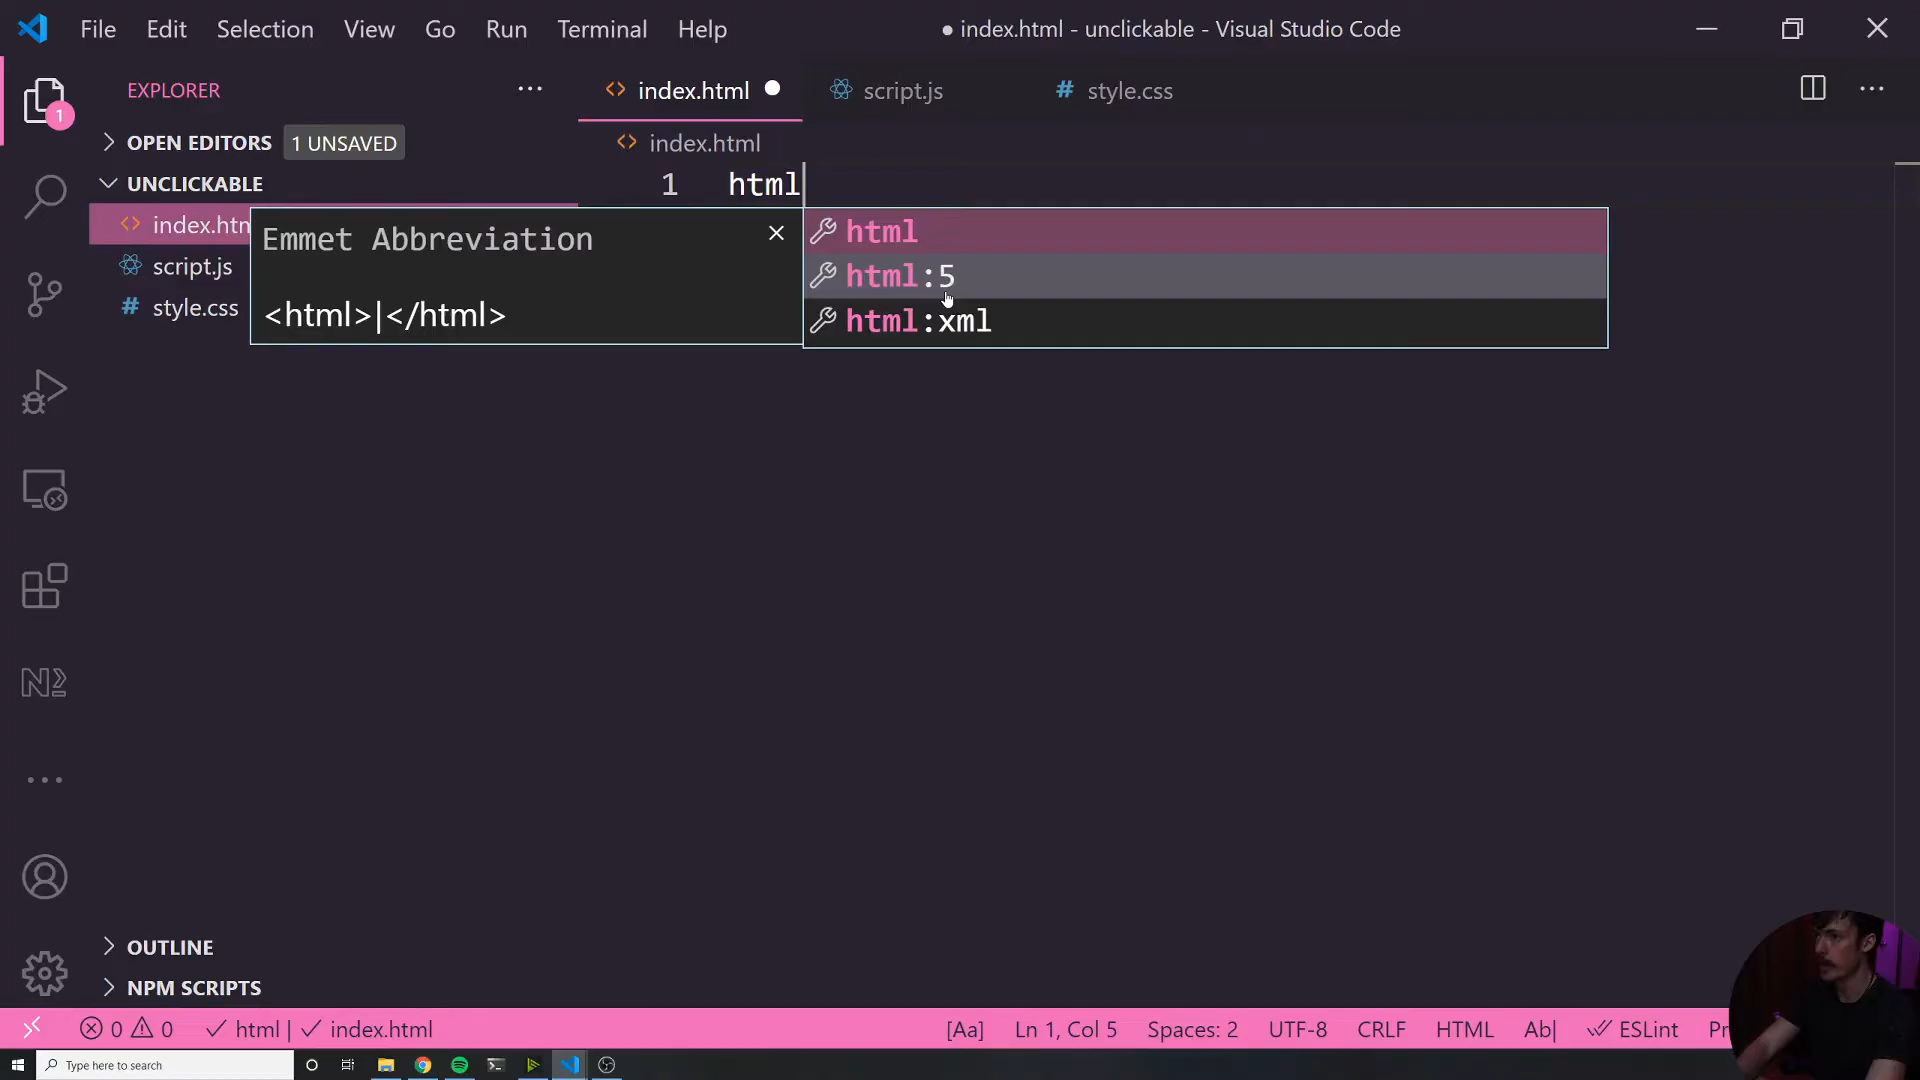 File Edit Selection View Go Run Terminal Help
● index.html - unclickable - Visual Studio Code
1
EXPLORER
index.html
script.js
# style.css
OPEN EDITORS 1 UNSAVED
index.html
UNCLICKABLE
1 html
index.htm
Emmet Abbreviation
<html>|</html>
html
html:5
html:xml
script.js
# style.css
OUTLINE
NPM SCRIPTS
0 0 html | index.html
[Aa] Ln 1, Col 5 Spaces: 2 UTF-8 CRLF HTML Ab| ESLint Pr
Type here to search